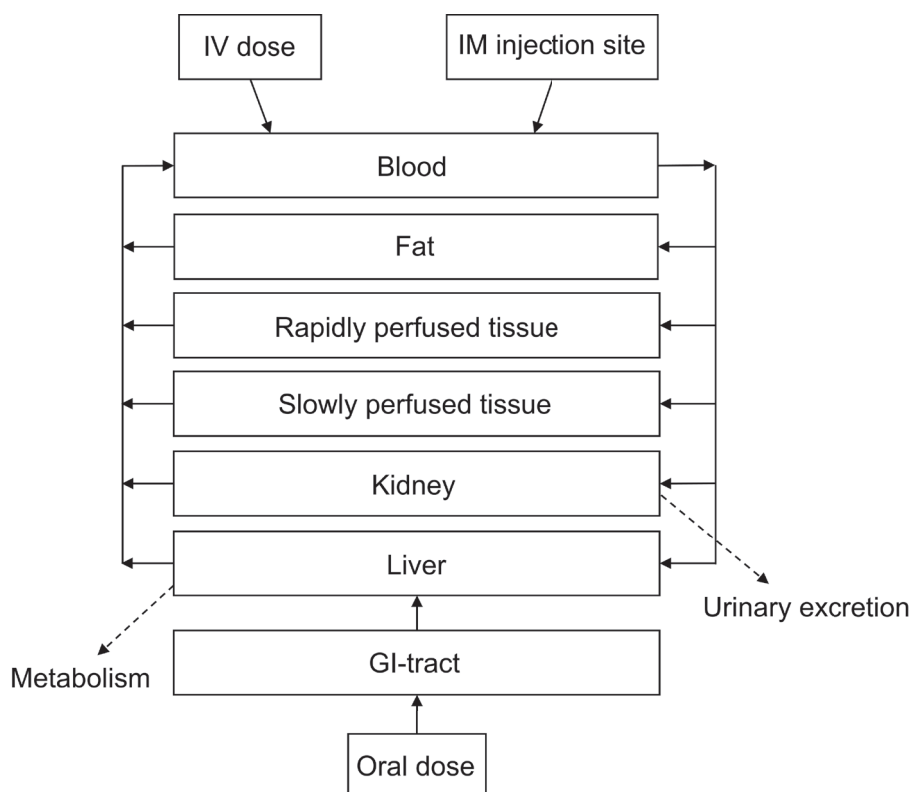 IV dose
IM injection site
Blood
Fat
Rapidly perfused tissue
Slowly perfused tissue
Kidney
Liver
Urinary excretion
GI-tract
Metabolism
Oral dose